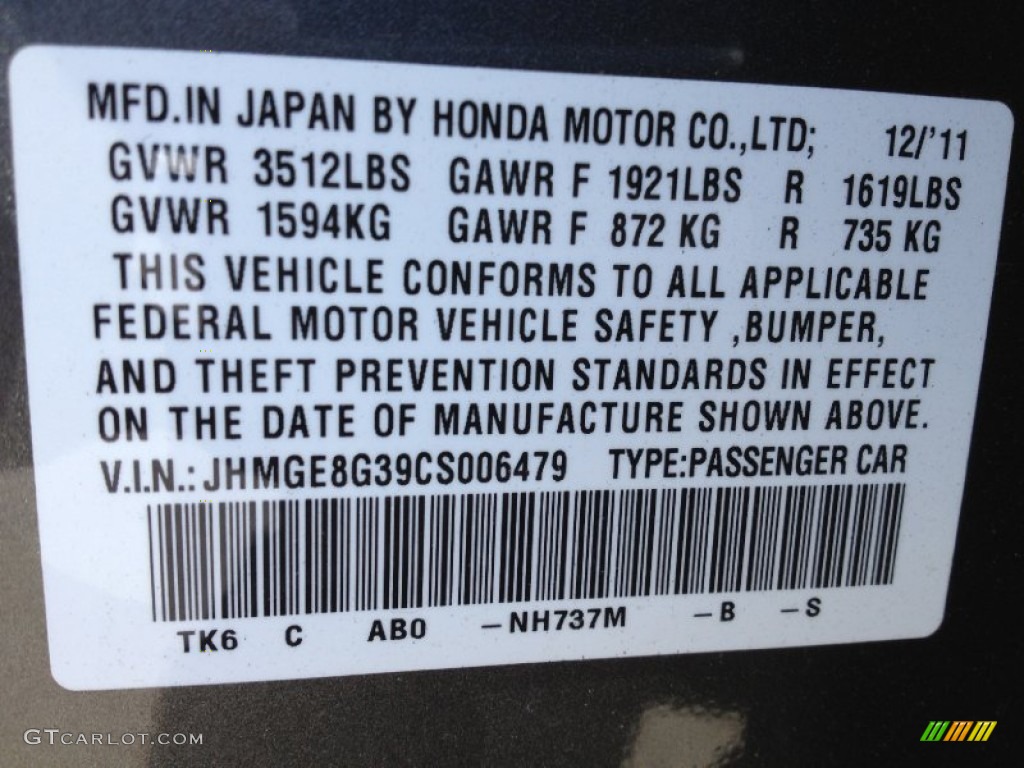 MFD.IN JAPAN BY HONDA MOTOR CO.,LTD; 12/'11
GVWR 3512LBS GAWR F 1921LBS R 1619LBS
GVWR 1594KG GAWR F 872 KG R 735 KG
THIS VEHICLE CONFORMS TO ALL APPLICABLE
FEDERAL MOTOR VEHICLE SAFETY ,BUMPER,
AND THEFT PREVENTION STANDARDS IN EFFECT
ON THE DATE OF MANUFACTURE SHOWN ABOVE.
V.I.N.: JHMGE8G39CS006479 TYPE:PASSENGER CAR
TK6 C AB0 –NH737M –B –S
GTCARLOT.COM